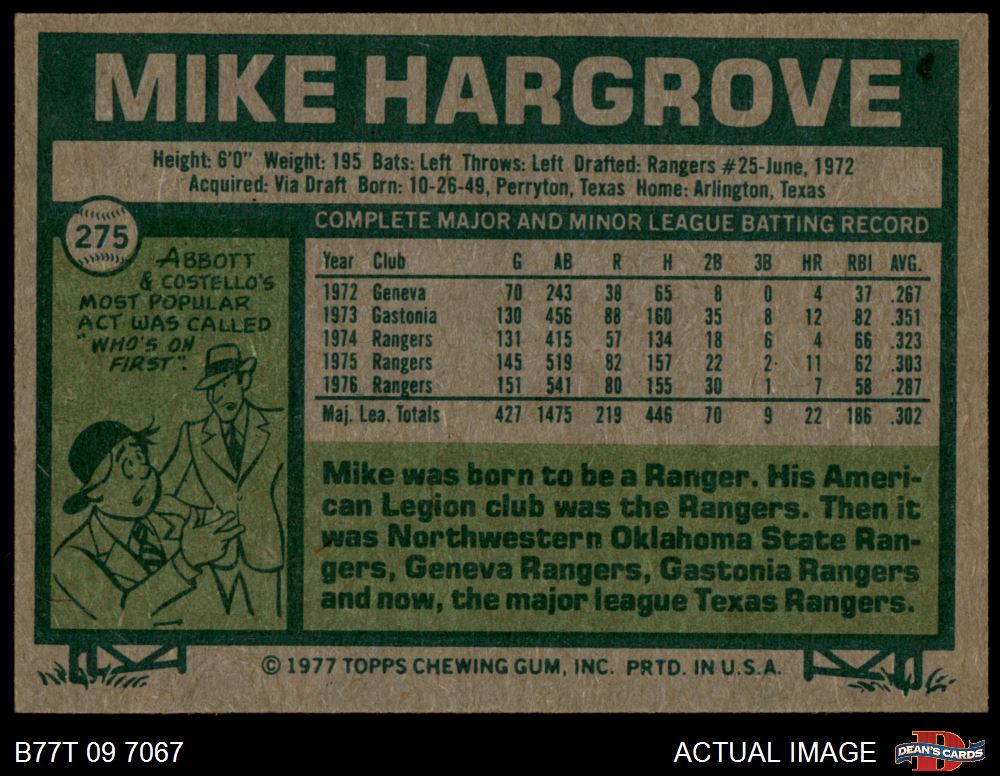 MIKE HARGROVE
Height: 6'0" Weight: 195 Bats: Left Throws: Left Drafted: Rangers #25-June, 1972
Acquired: Via Draft Born: 10-26-49, Perryton, Texas Home: Arlington, Texas
275
ABBOTT
& COSTELLO'S
MOST POPULAR
ACT WAS CALLED
"WHO'S ON
FIRST".
COMPLETE MAJOR AND MINOR LEAGUE BATTING RECORD
Year Club G AB R H 2B 3B HR RBI AVG.
1972 Geneva 70 243 38 65 8 0 4 37 .267
1973 Gastonia 130 456 88 160 35 8 12 82 .351
1974 Rangers 131 415 57 134 18 6 4 66 .323
1975 Rangers 145 519 82 157 22 2 11 62 .303
1976 Rangers 151 541 80 155 30 1 7 58 .287
Maj. Lea. Totals 427 1475 219 446 70 9 22 186 .302
Mike was born to be a Ranger. His Ameri-
can Legion club was the Rangers. Then it
was Northwestern Oklahoma State Ran-
gers, Geneva Rangers, Gastonia Rangers
and now, the major league Texas Rangers.
© 1977 TOPPS CHEWING GUM, INC. PRTD. IN U.S.A.
B77T 09 7067
ACTUAL IMAGE
D
DEAN'S CARDS